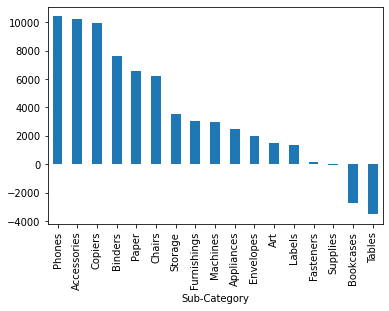 10000
8000
6000
4000
2000
0
−2000
−4000
Phones
Accessories
Copiers
Binders
Paper
Chairs
Storage
Furnishings
Machines
Appliances
Envelopes
Art
Labels
Fasteners
Supplies
Bookcases
Tables
Sub-Category